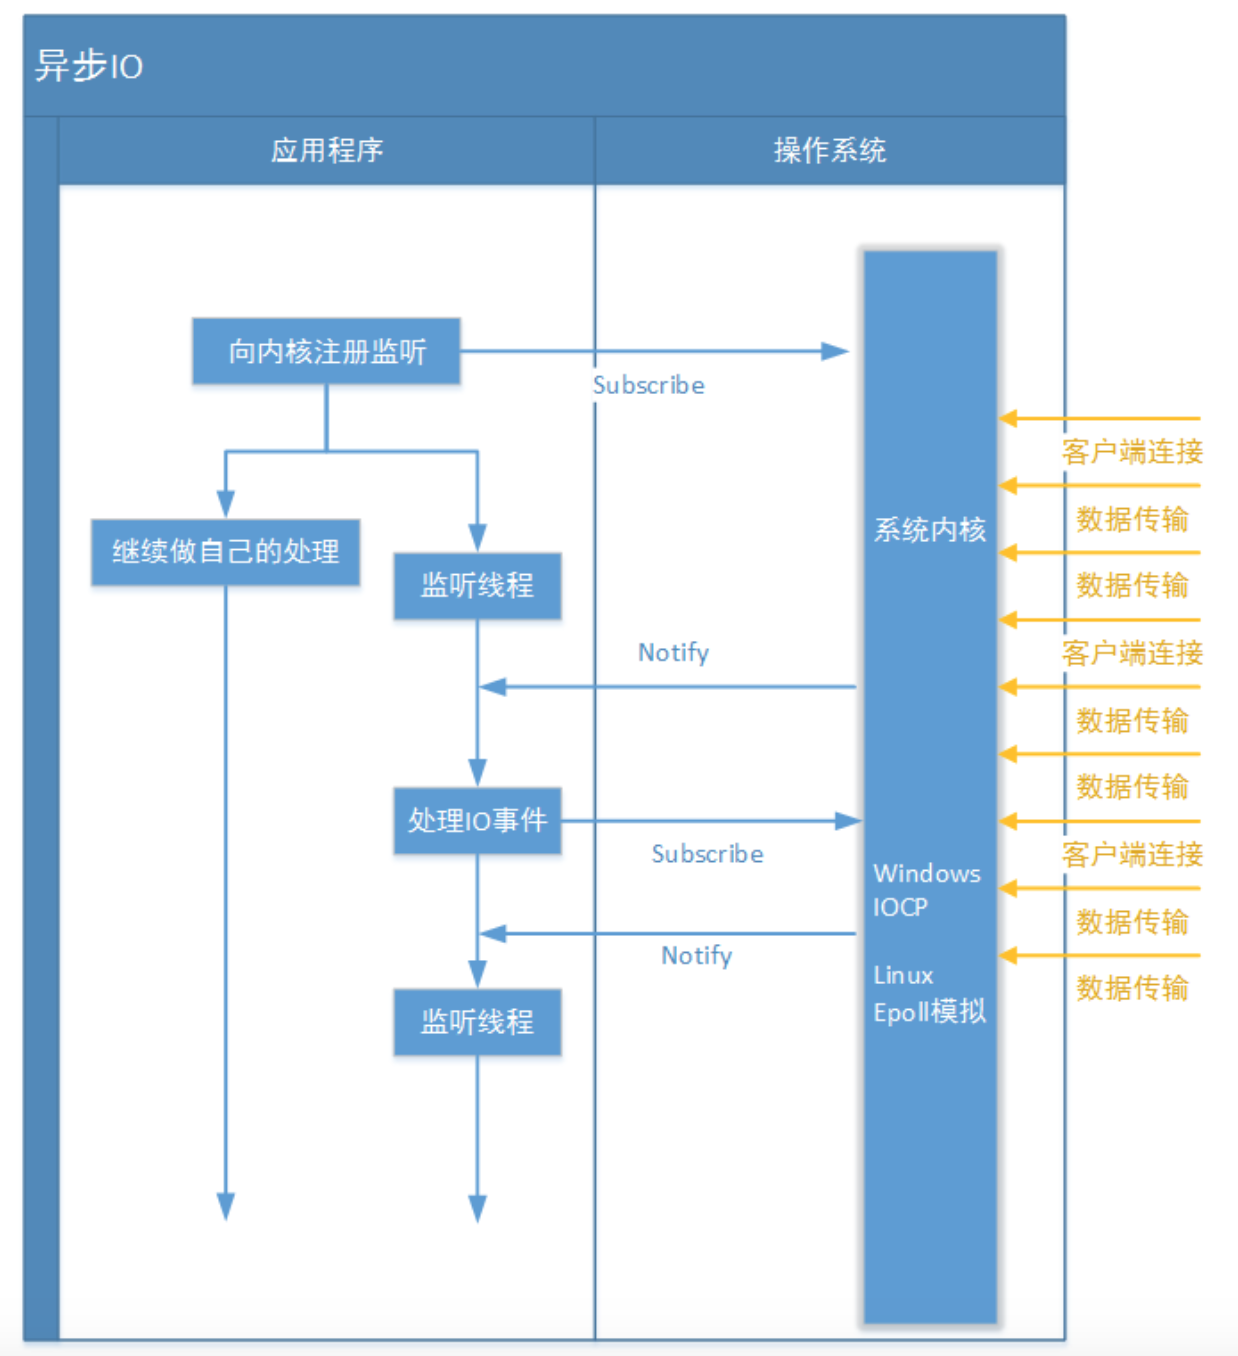 异步IO
应用程序
操作系统
向内核注册监听
Subscribe
客户端连接
数据传输
系统内核
继续做自己的处理
监听线程
数据传输
Notify
客户端连接
数据传输
数据传输
处理IO事件
Subscribe
客户端连接
Windows
IOCP
数据传输
Notify
Linux
Epoll模拟
数据传输
监听线程